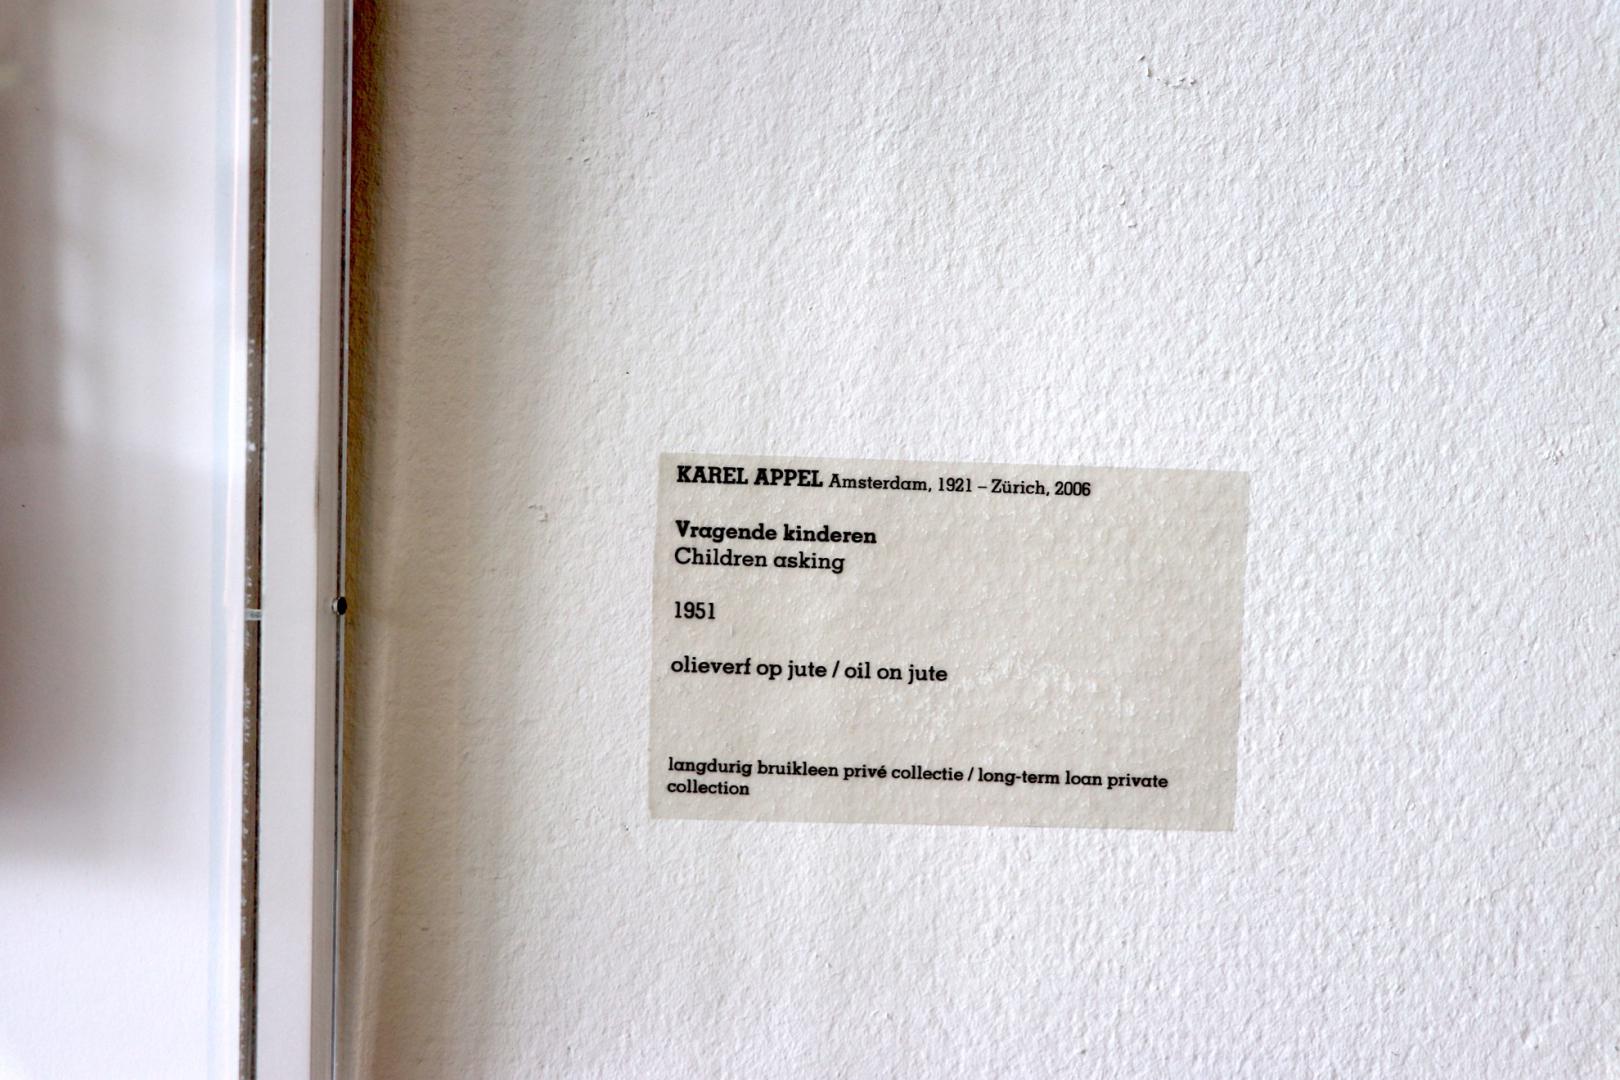 KAREL APPEL Amsterdam, 1921 – Zürich, 2006
Vragende kinderen
Children asking
1951
olieverf op jute / oil on jute
langdurig bruikleen privé collectie / long-term loan private
collection